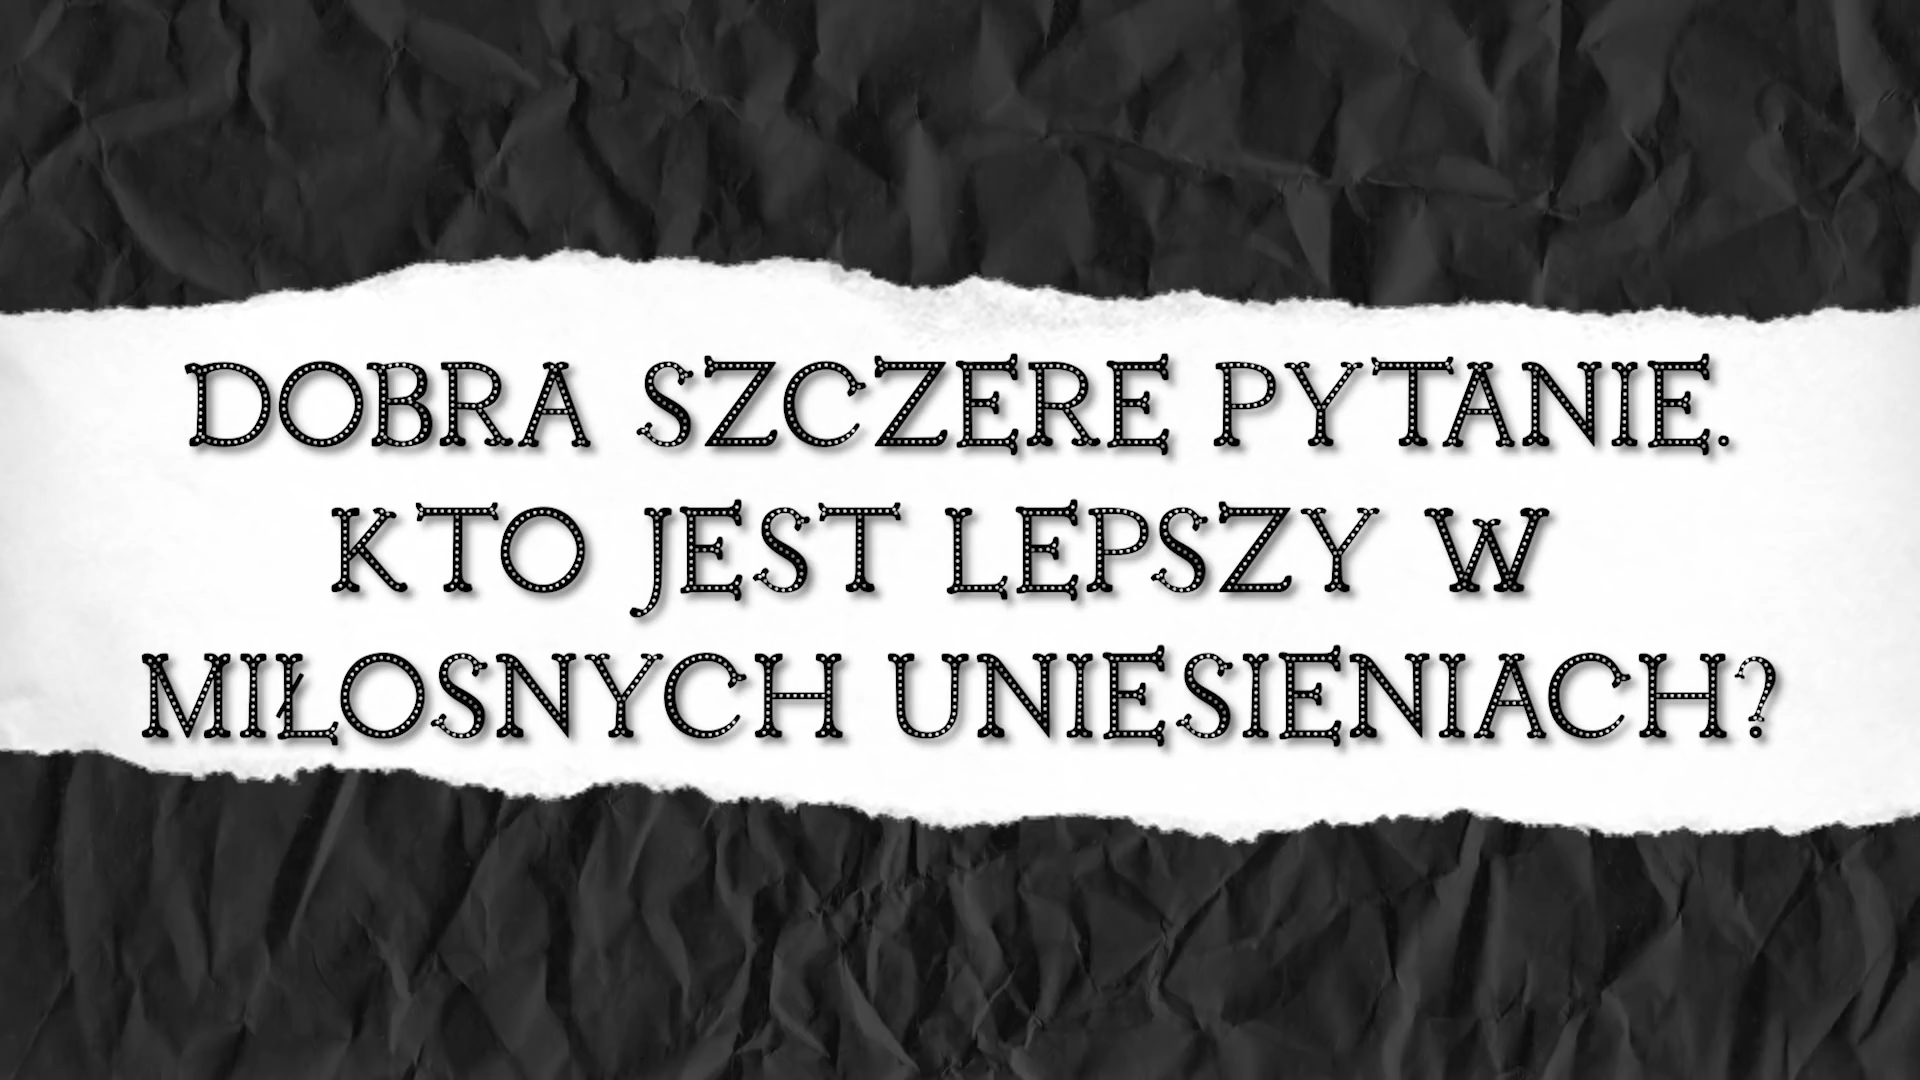 DOBRA SZCZERE PYTANIE.
KTO JEST LEPSZY W
MIŁOSNYCH UNIESIENIACH?